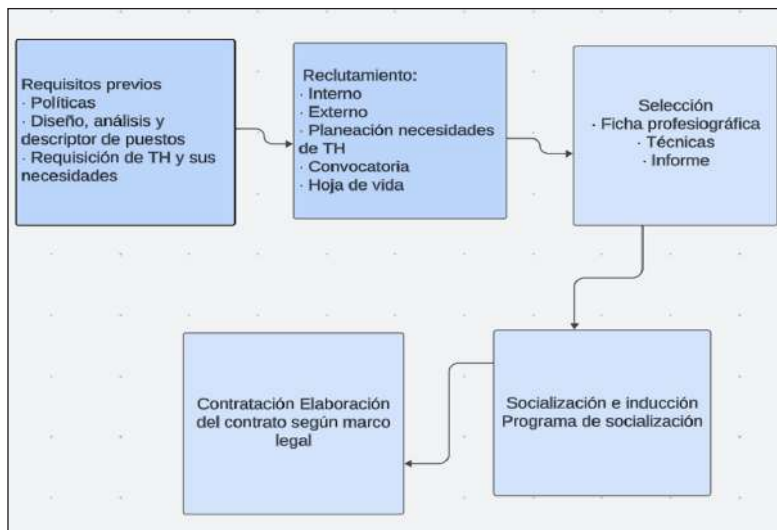 Requisitos previos
· Políticas
· Diseño, análisis y
descriptor de puestos
· Requisición de TH y sus
necesidades
Reclutamiento:
· Interno
· Externo
· Planeación necesidades
de TH
· Convocatoria
· Hoja de vida
Selección
· Ficha profesiográfica
· Técnicas
· Informe
Socialización e inducción
Programa de socialización
Contratación Elaboración
del contrato según marco
legal